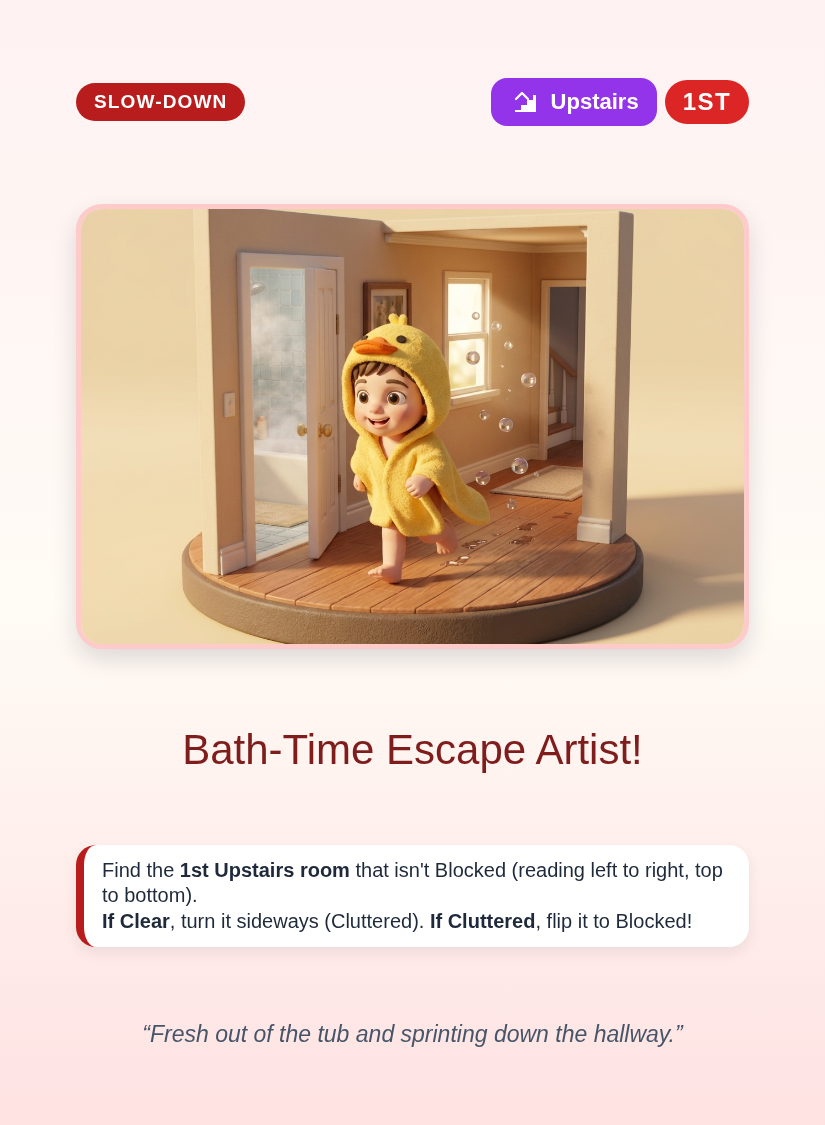 SLOW-DOWN
Upstairs
1ST
Bath-Time Escape Artist!
Find the 1st Upstairs room that isn't Blocked (reading left to right, top
to bottom).
If Clear, turn it sideways (Cluttered). If Cluttered, flip it to Blocked!
“Fresh out of the tub and sprinting down the hallway.”